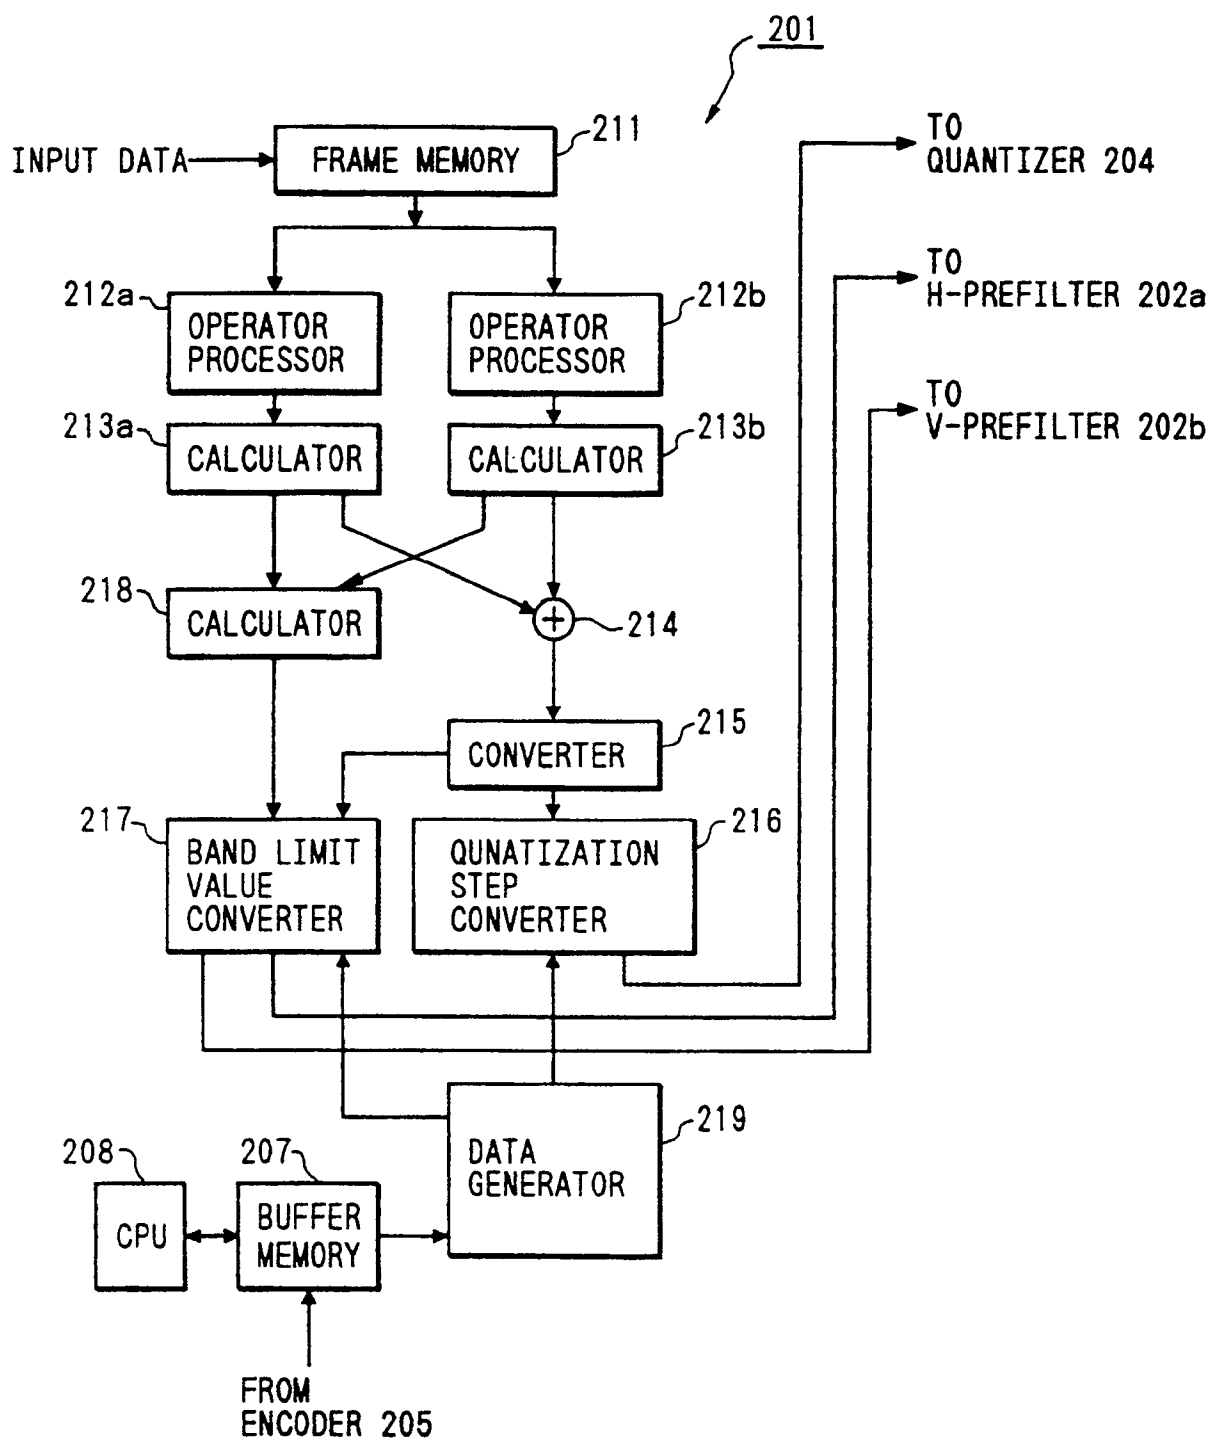 201
211
INPUT DATA
FRAME MEMORY
TO
QUANTIZER 204
TO
H-PREFILTER 202a
212a
OPERATOR
PROCESSOR
212b
OPERATOR
PROCESSOR
TO
V-PREFILTER 202b
213a
CALCULATOR
213b
CALCULATOR
218
CALCULATOR
214
215
CONVERTER
217
BAND LIMIT
VALUE
CONVERTER
216
QUNATIZATION
STEP
CONVERTER
219
DATA
GENERATOR
208
CPU
207
BUFFER
MEMORY
FROM
ENCODER 205